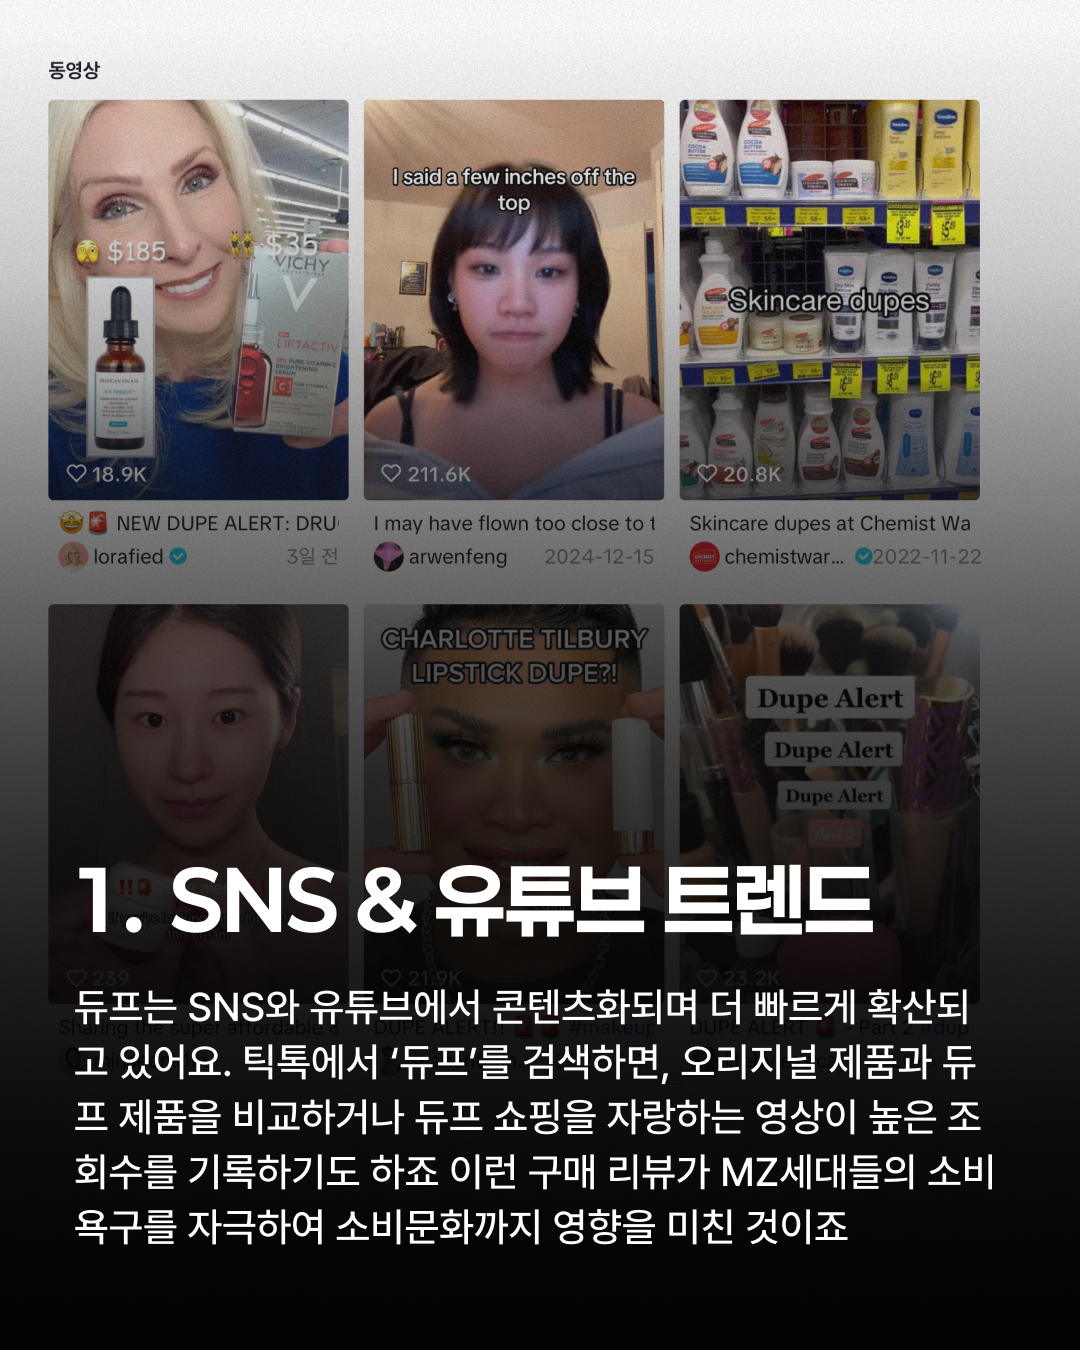 동영상
$185
$35
VICHY
LIFTACTIV
I said a few inches off the
top
Skincare dupes
18.9K
211.6K
20.8K
NEW DUPE ALERT: DRU
I may have flown too close to t
Skincare dupes at Chemist Wa
lorafied
3일 전
arwenfeng
2024-12-15
chemistwar...
2022-11-22
CHARLOTTE TILBURY
LIPSTICK DUPE?!
Dupe Alert
Dupe Alert
Dupe Alert
Part 2
1. SNS & 유튜브 트렌드
239
21.9K
23.2K
듀프는 SNS와 유튜브에서 콘텐츠화되며 더 빠르게 확산되
고 있어요. 틱톡에서 ‘듀프’를 검색하면, 오리지널 제품과 듀
프 제품을 비교하거나 듀프 쇼핑을 자랑하는 영상이 높은 조
회수를 기록하기도 하죠 이런 구매 리뷰가 MZ세대들의 소비
욕구를 자극하여 소비문화까지 영향을 미친 것이죠